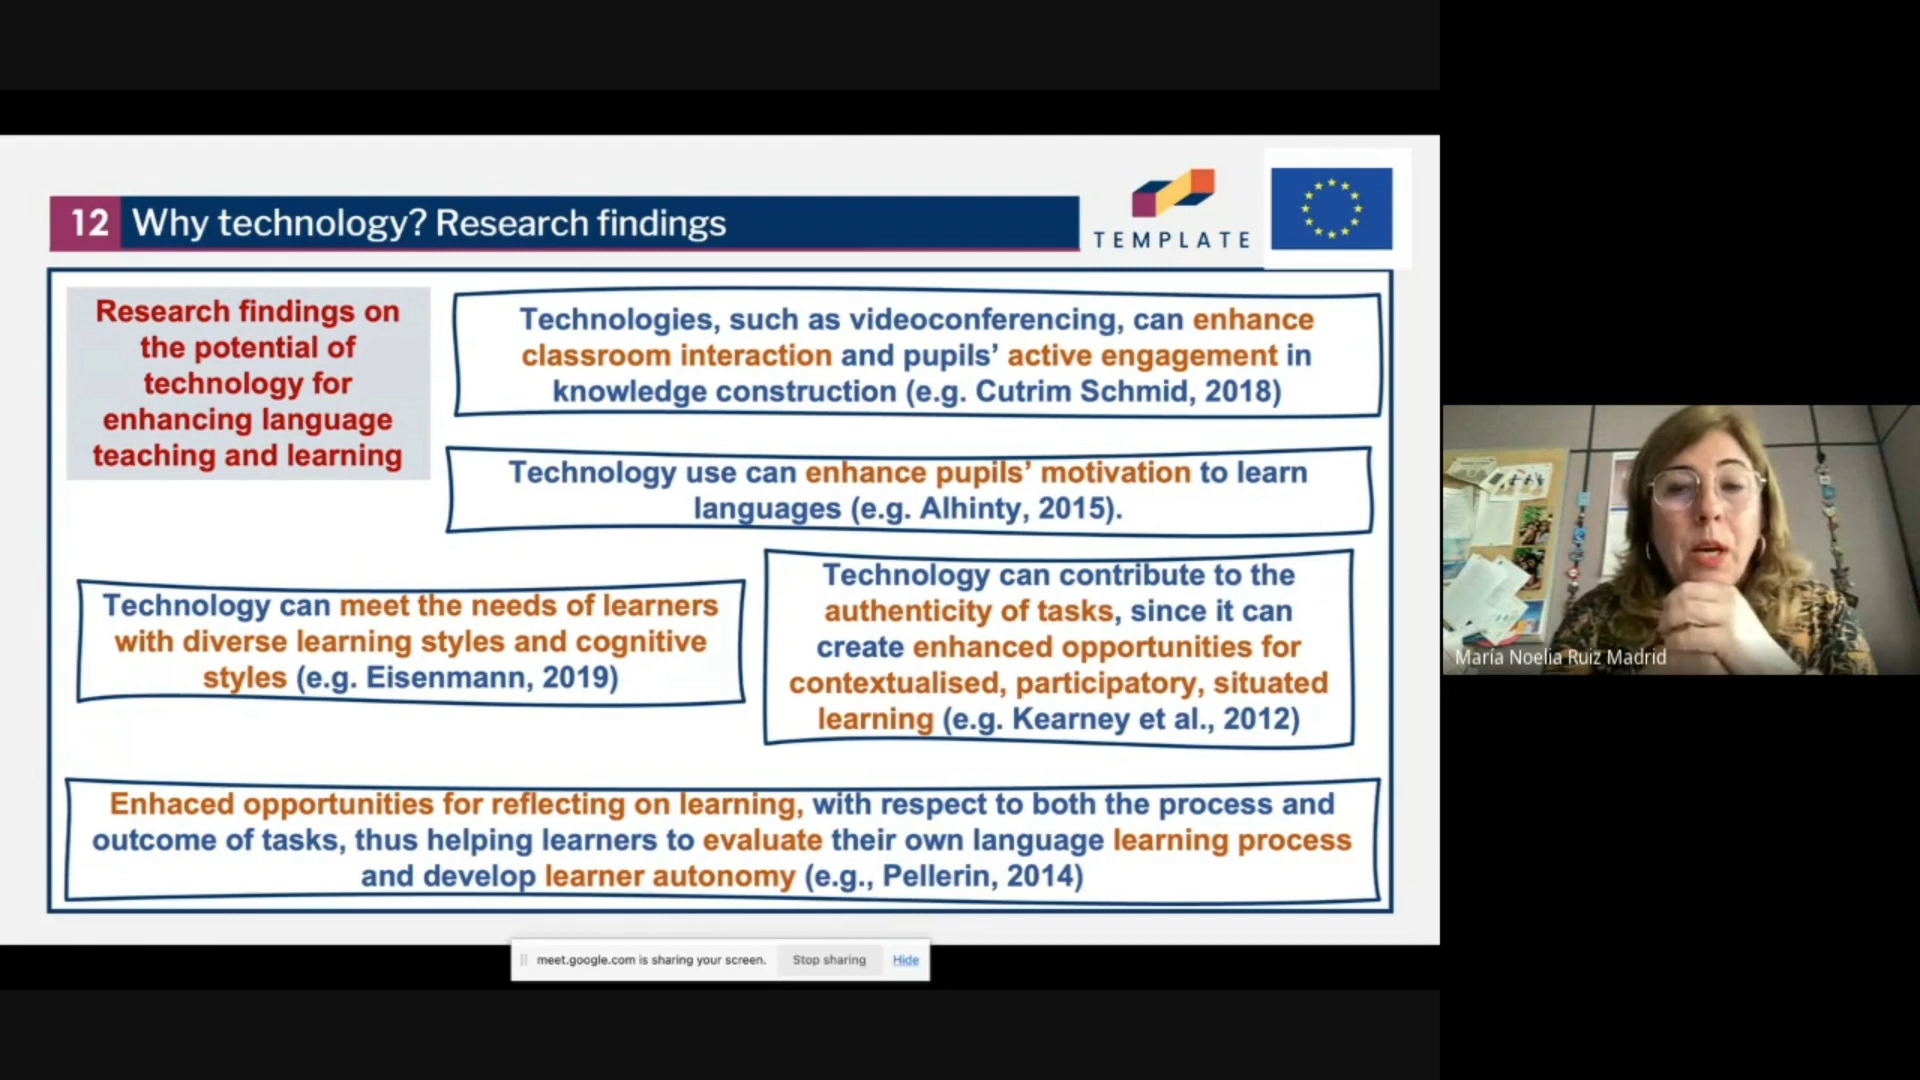 12 Why technology? Research findings
TEMPLATE
Research findings on
the potential of
technology for
enhancing language
teaching and learning
Technologies, such as videoconferencing, can enhance
classroom interaction and pupils’ active engagement in
knowledge construction (e.g. Cutrim Schmid, 2018)
Technology use can enhance pupils’ motivation to learn
languages (e.g. Alhinty, 2015).
Technology can meet the needs of learners
with diverse learning styles and cognitive
styles (e.g. Eisenmann, 2019)
Technology can contribute to the
authenticity of tasks, since it can
create enhanced opportunities for
contextualised, participatory, situated
learning (e.g. Kearney et al., 2012)
Enhaced opportunities for reflecting on learning, with respect to both the process and
outcome of tasks, thus helping learners to evaluate their own language learning process
and develop learner autonomy (e.g., Pellerin, 2014)
meet.google.com is sharing your screen. Stop sharing Hide
María Noelia Ruiz Madrid